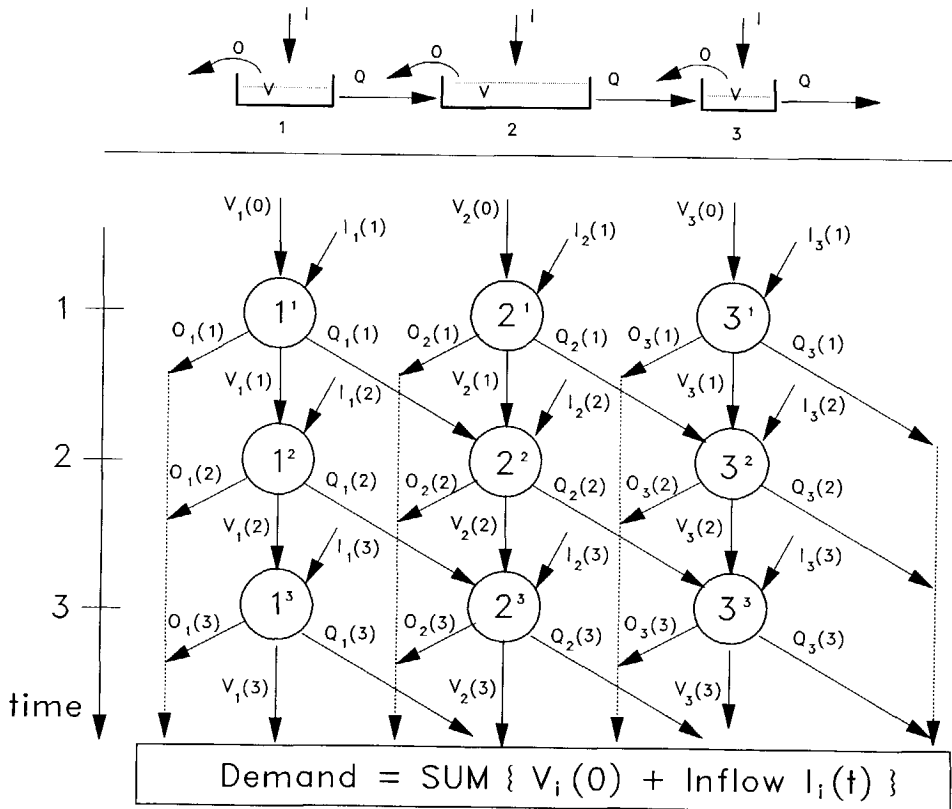 I I I
O Q O Q O Q
V V V
1 2 3
V₁(0) V₂(0) V₃(0)
I₁(1) I₂(1) I₃(1)
1 1¹ 2¹ 3¹
O₁(1) Q₁(1) O₂(1) Q₂(1) O₃(1) Q₃(1)
V₁(1) V₂(1) V₃(1)
I₁(2) I₂(2) I₃(2)
2 1² 2² 3²
O₁(2) Q₁(2) O₂(2) Q₂(2) O₃(2) Q₃(2)
V₁(2) V₂(2) V₃(2)
I₁(3) I₂(3) I₃(3)
3 1³ 2³ 3³
O₁(3) Q₁(3) O₂(3) Q₂(3) O₃(3) Q₃(3)
V₁(3) V₂(3) V₃(3)
time
Demand = SUM { Vᵢ(0) + Inflow Iᵢ(t) }